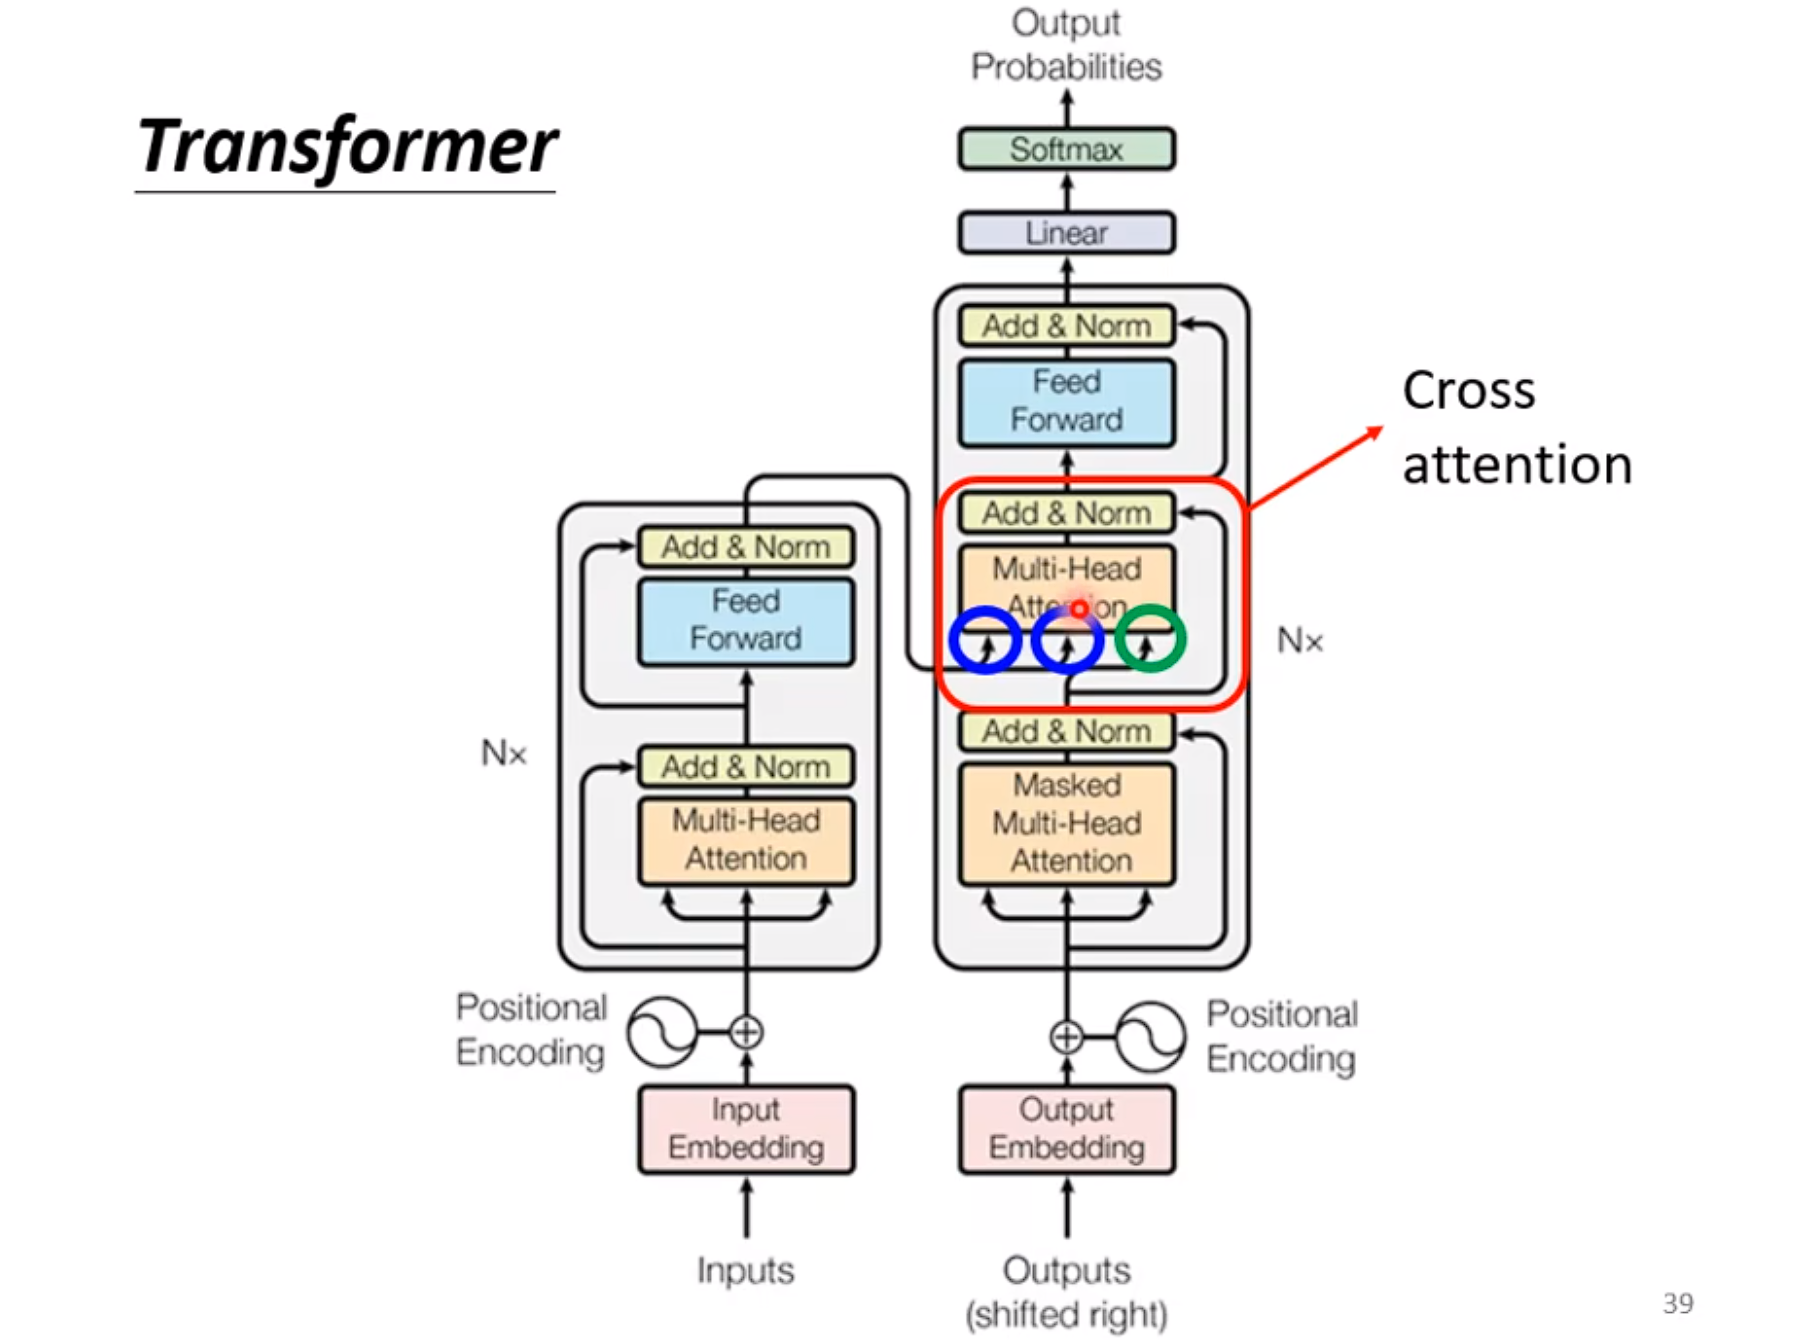 Transformer
Output
Probabilities
Softmax
Linear
Add & Norm
Feed
Forward
Cross
attention
Add & Norm
Multi-Head
Attention
Nx
Add & Norm
Masked
Multi-Head
Attention
Add & Norm
Feed
Forward
Nx
Add & Norm
Multi-Head
Attention
Positional
Encoding
Positional
Encoding
Input
Embedding
Output
Embedding
Inputs
Outputs
(shifted right)
39